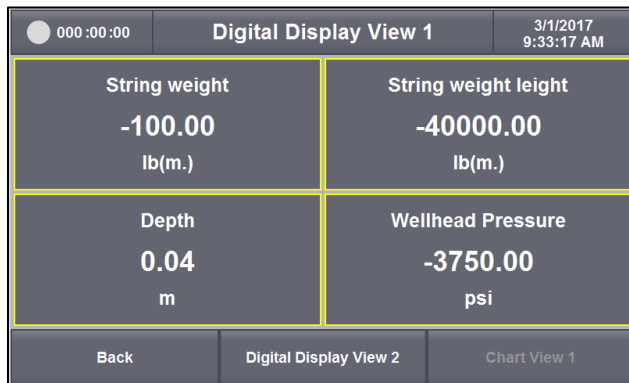 000 :00:00
Digital Display View 1
3/1/2017
9:33:17 AM
String weight
-100.00
lb(m.)
String weight leight
-40000.00
lb(m.)
Depth
0.04
m
Wellhead Pressure
-3750.00
psi
Back
Digital Display View 2
Chart View 1